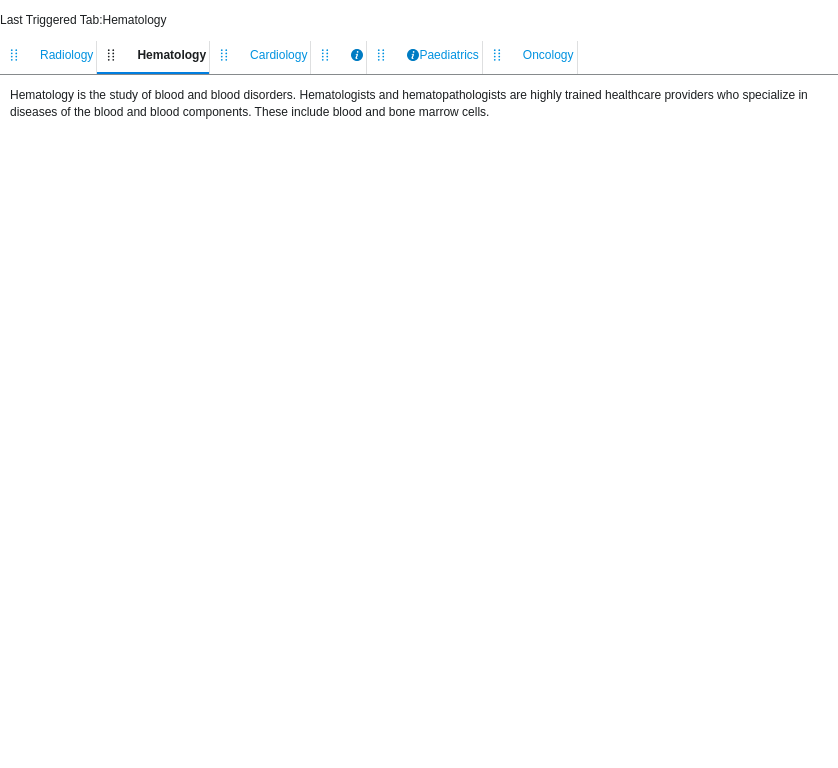 Last Triggered Tab:Hematology
Radiology Hematology Cardiology Paediatrics Oncology
Hematology is the study of blood and blood disorders. Hematologists and hematopathologists are highly trained healthcare providers who specialize in
diseases of the blood and blood components. These include blood and bone marrow cells.